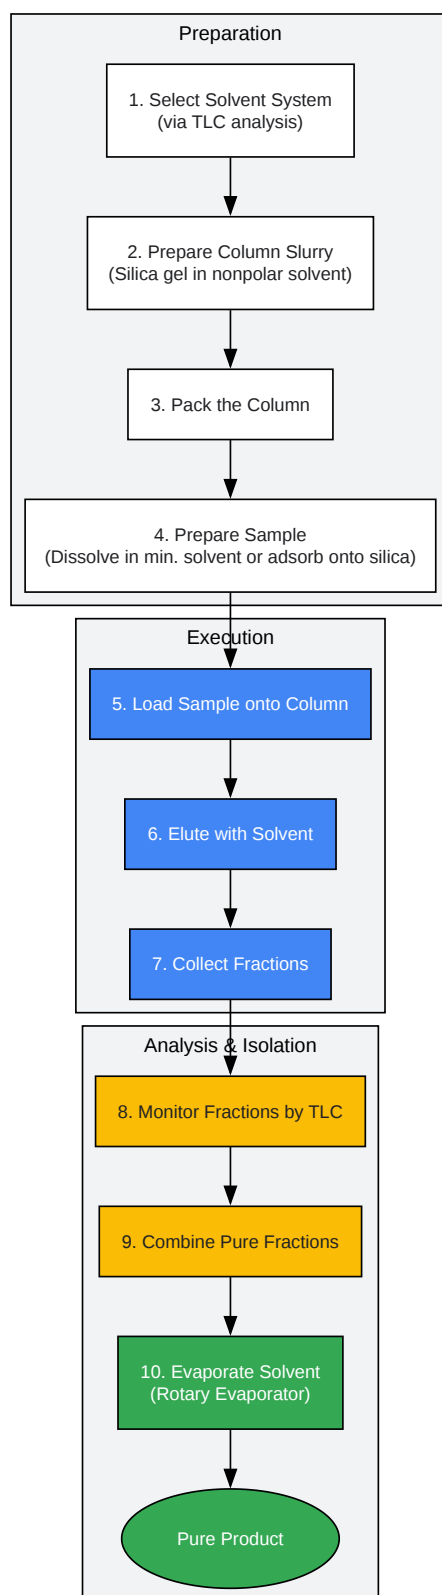 Preparation
1. Select Solvent System
(via TLC analysis)
2. Prepare Column Slurry
(Silica gel in nonpolar solvent)
3. Pack the Column
4. Prepare Sample
(Dissolve in min. solvent or adsorb onto silica)
Execution
5. Load Sample onto Column
6. Elute with Solvent
7. Collect Fractions
Analysis & Isolation
8. Monitor Fractions by TLC
9. Combine Pure Fractions
10. Evaporate Solvent
(Rotary Evaporator)
Pure Product